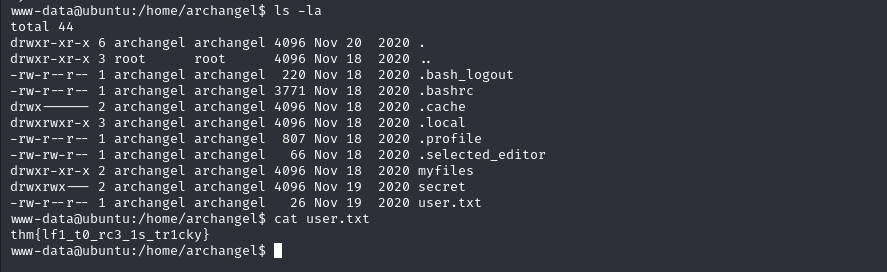 www-data@ubuntu:/home/archangel$ ls -la
total 44
drwxr-xr-x 6 archangel archangel 4096 Nov 20  2020 .
drwxr-xr-x 3 root      root      4096 Nov 18  2020 ..
-rw-r--r-- 1 archangel archangel  220 Nov 18  2020 .bash_logout
-rw-r--r-- 1 archangel archangel 3771 Nov 18  2020 .bashrc
drwx------ 2 archangel archangel 4096 Nov 18  2020 .cache
drwxrwxr-x 3 archangel archangel 4096 Nov 18  2020 .local
-rw-r--r-- 1 archangel archangel  807 Nov 18  2020 .profile
-rw-rw-r-- 1 archangel archangel   66 Nov 18  2020 .selected_editor
drwxr-xr-x 2 archangel archangel 4096 Nov 18  2020 myfiles
drwxrwx--- 2 archangel archangel 4096 Nov 19  2020 secret
-rw-r--r-- 1 archangel archangel   26 Nov 19  2020 user.txt
www-data@ubuntu:/home/archangel$ cat user.txt
thm{lf1_t0_rc3_1s_tr1cky}
www-data@ubuntu:/home/archangel$